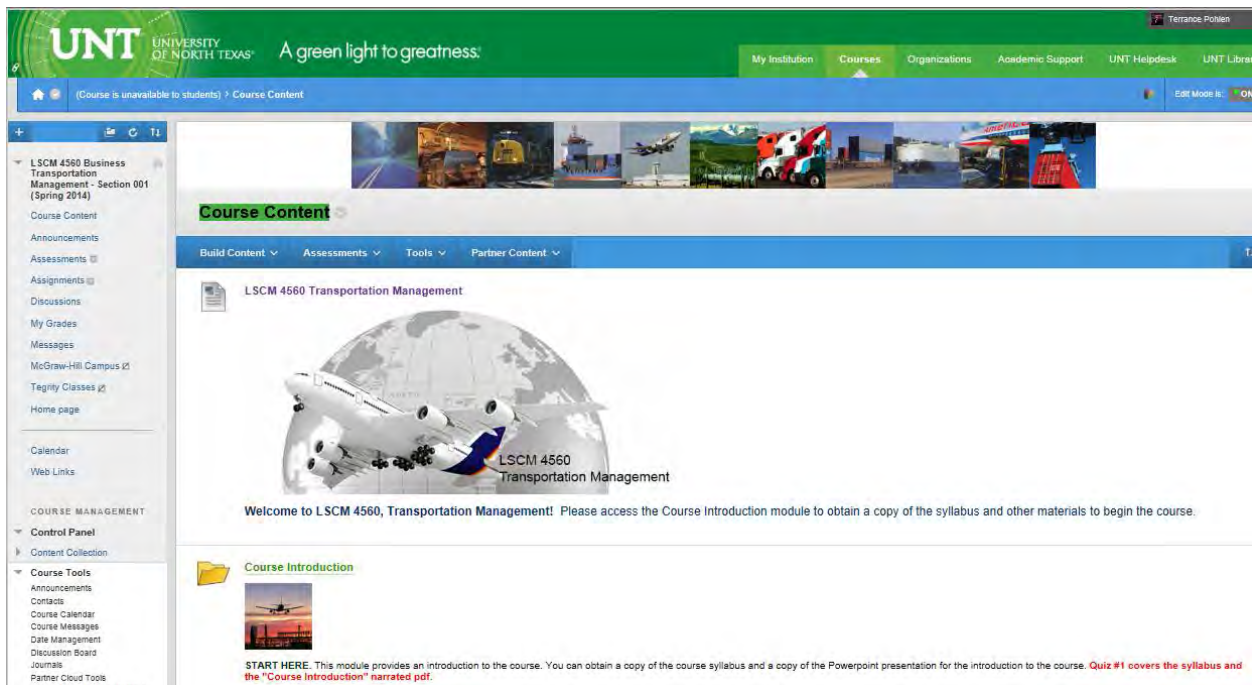 Terrance Pohlen
UNT UNIVERSITY OF NORTH TEXAS
A green light to greatness.
My Institution Courses Organizations Academic Support UNT Helpdesk UNT Librar
(Course is unavailable to students) > Course Content
Edit Mode is: ON
LSCM 4560 Business
Transportation
Management - Section 001
(Spring 2014)
Course Content
Announcements
Assessments
Assignments
Discussions
My Grades
Messages
McGraw-Hill Campus
Tegrity Classes
Home page
Calendar
Web Links
COURSE MANAGEMENT
Control Panel
Content Collection
Course Tools
Announcements
Contacts
Course Calendar
Course Messages
Date Management
Discussion Board
Journals
Partner Cloud Tools
Course Content
Build Content Assessments Tools Partner Content
LSCM 4560 Transportation Management
LSCM 4560
Transportation Management
Welcome to LSCM 4560, Transportation Management! Please access the Course Introduction module to obtain a copy of the syllabus and other materials to begin the course.
Course Introduction
START HERE. This module provides an introduction to the course. You can obtain a copy of the course syllabus and a copy of the Powerpoint presentation for the introduction to the course. Quiz #1 covers the syllabus and
the "Course Introduction" narrated pdf.